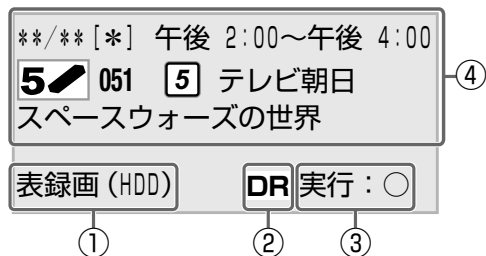 **/**[*] 午後 2:00～午後 4:00
5 051 5 テレビ朝日
スペースウォーズの世界
④
表録画(HDD) DR 実行：○
① ② ③